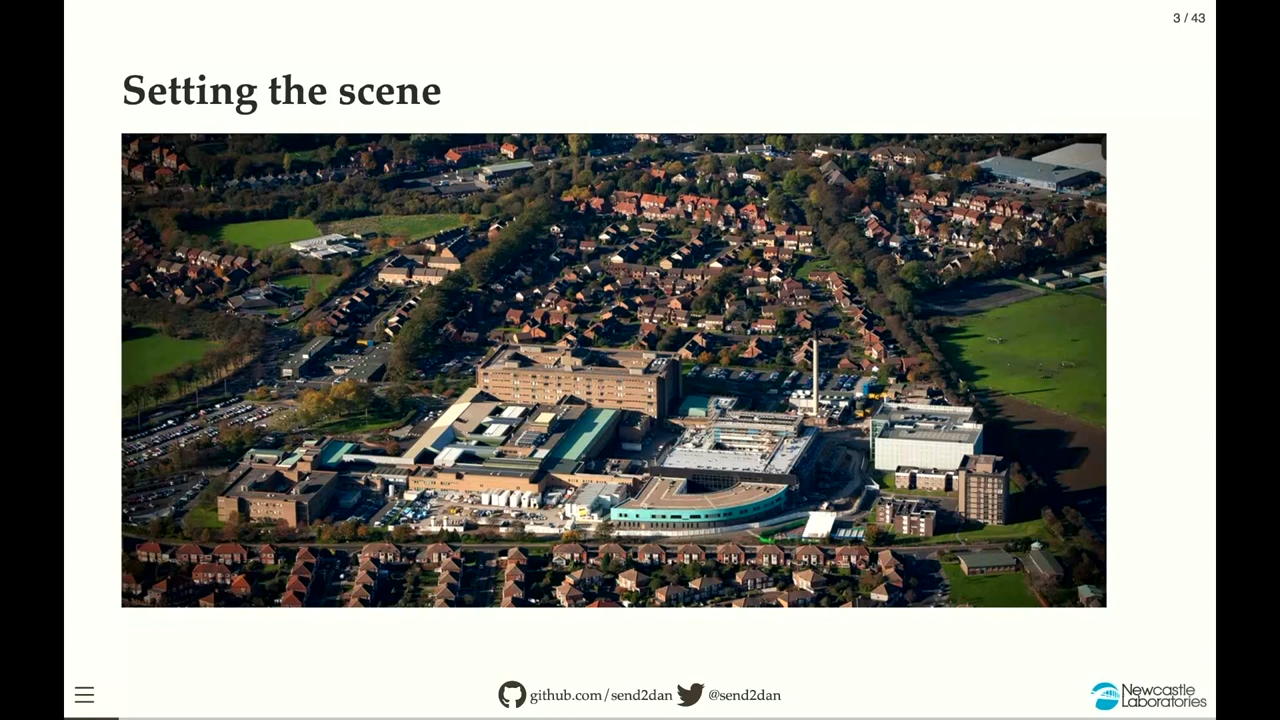 3 / 43
Setting the scene
github.com/send2dan @send2dan
Newcastle
Laboratories